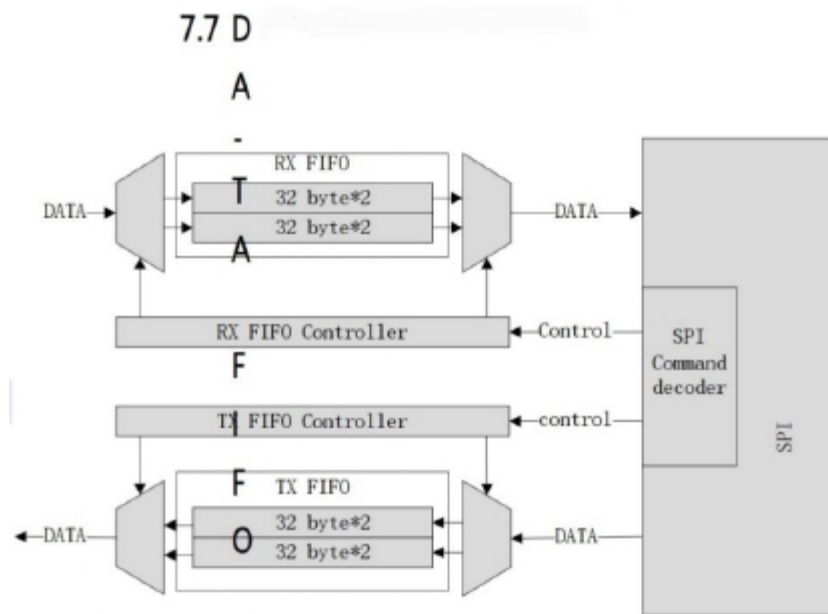 7.7 D
A
-
T
A
F
I
F
O
RX FIFO
DATA
32 byte*2
32 byte*2
DATA
RX FIFO Controller
Control
SPI
Command
decoder
TX FIFO Controller
control
SPI
TX FIFO
DATA
32 byte*2
32 byte*2
DATA